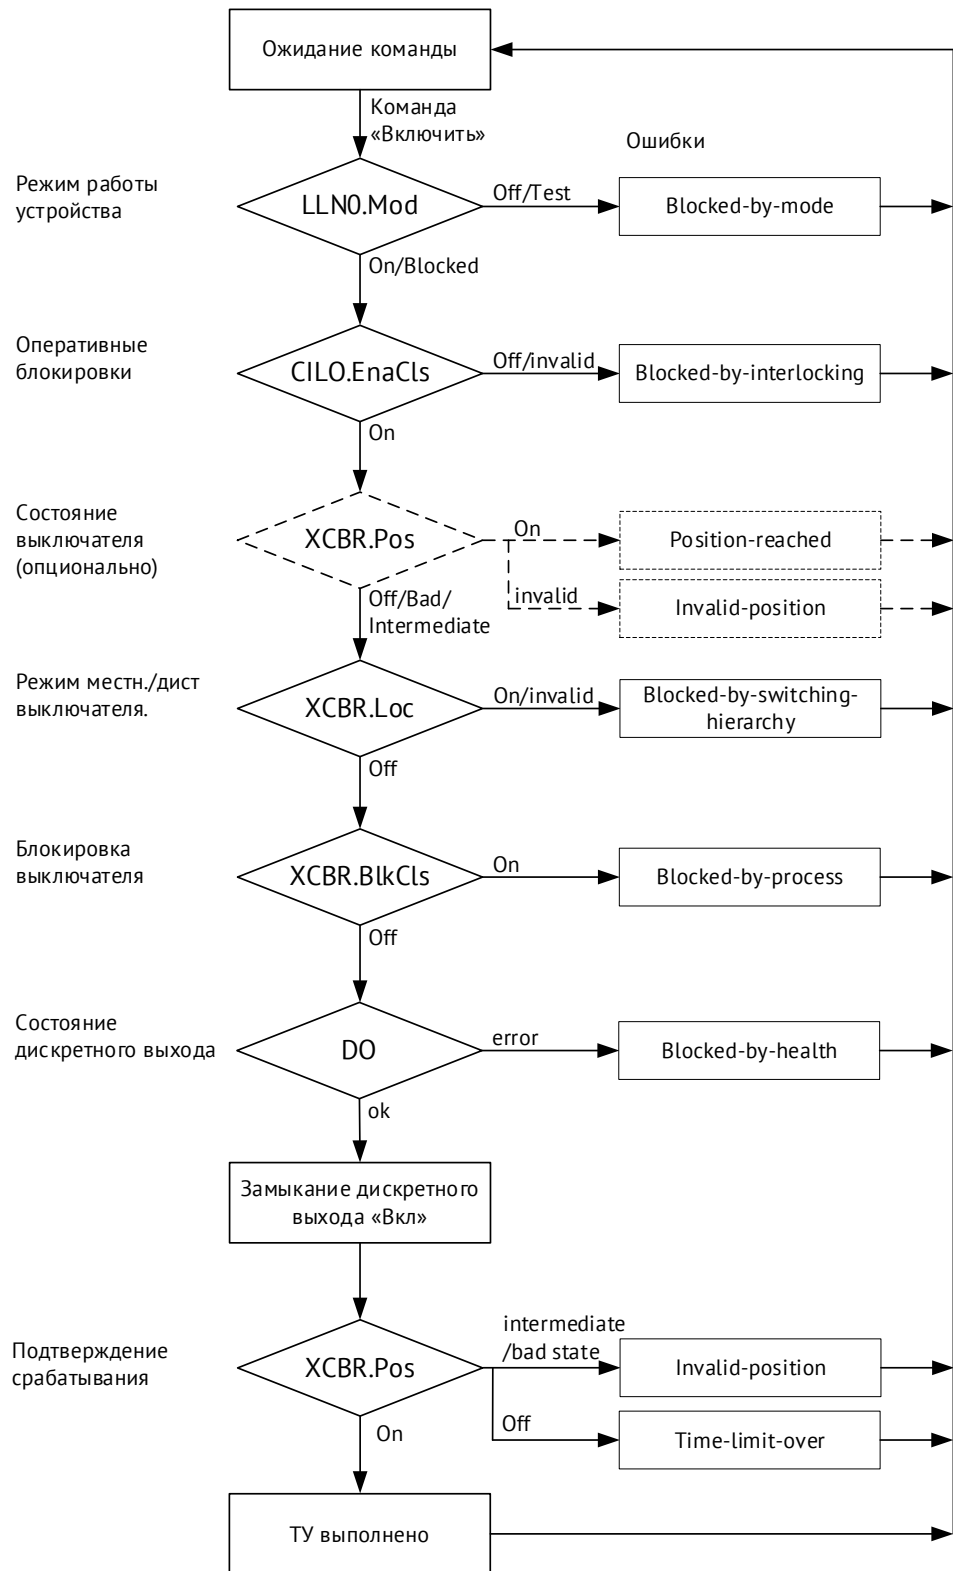 Ожидание команды
Команда
«Включить»
Ошибки
Режим работы
устройства
LLN0.Mod
Off/Test
Blocked-by-mode
On/Blocked
Оперативные
блокировки
CILO.EnaCls
Off/invalid
Blocked-by-interlocking
On
Состояние
выключателя
(опционально)
XCBR.Pos
On
Position-reached
invalid
Invalid-position
Off/Bad/
Intermediate
Режим местн./дист
выключателя.
XCBR.Loc
On/invalid
Blocked-by-switching-
hierarchy
Off
Блокировка
выключателя
XCBR.BlkCls
On
Blocked-by-process
Off
Состояние
дискретного выхода
DO
error
Blocked-by-health
ok
Замыкание дискретного
выхода «Вкл»
Подтверждение
срабатывания
XCBR.Pos
intermediate
/bad state
Invalid-position
Off
Time-limit-over
On
ТУ выполнено